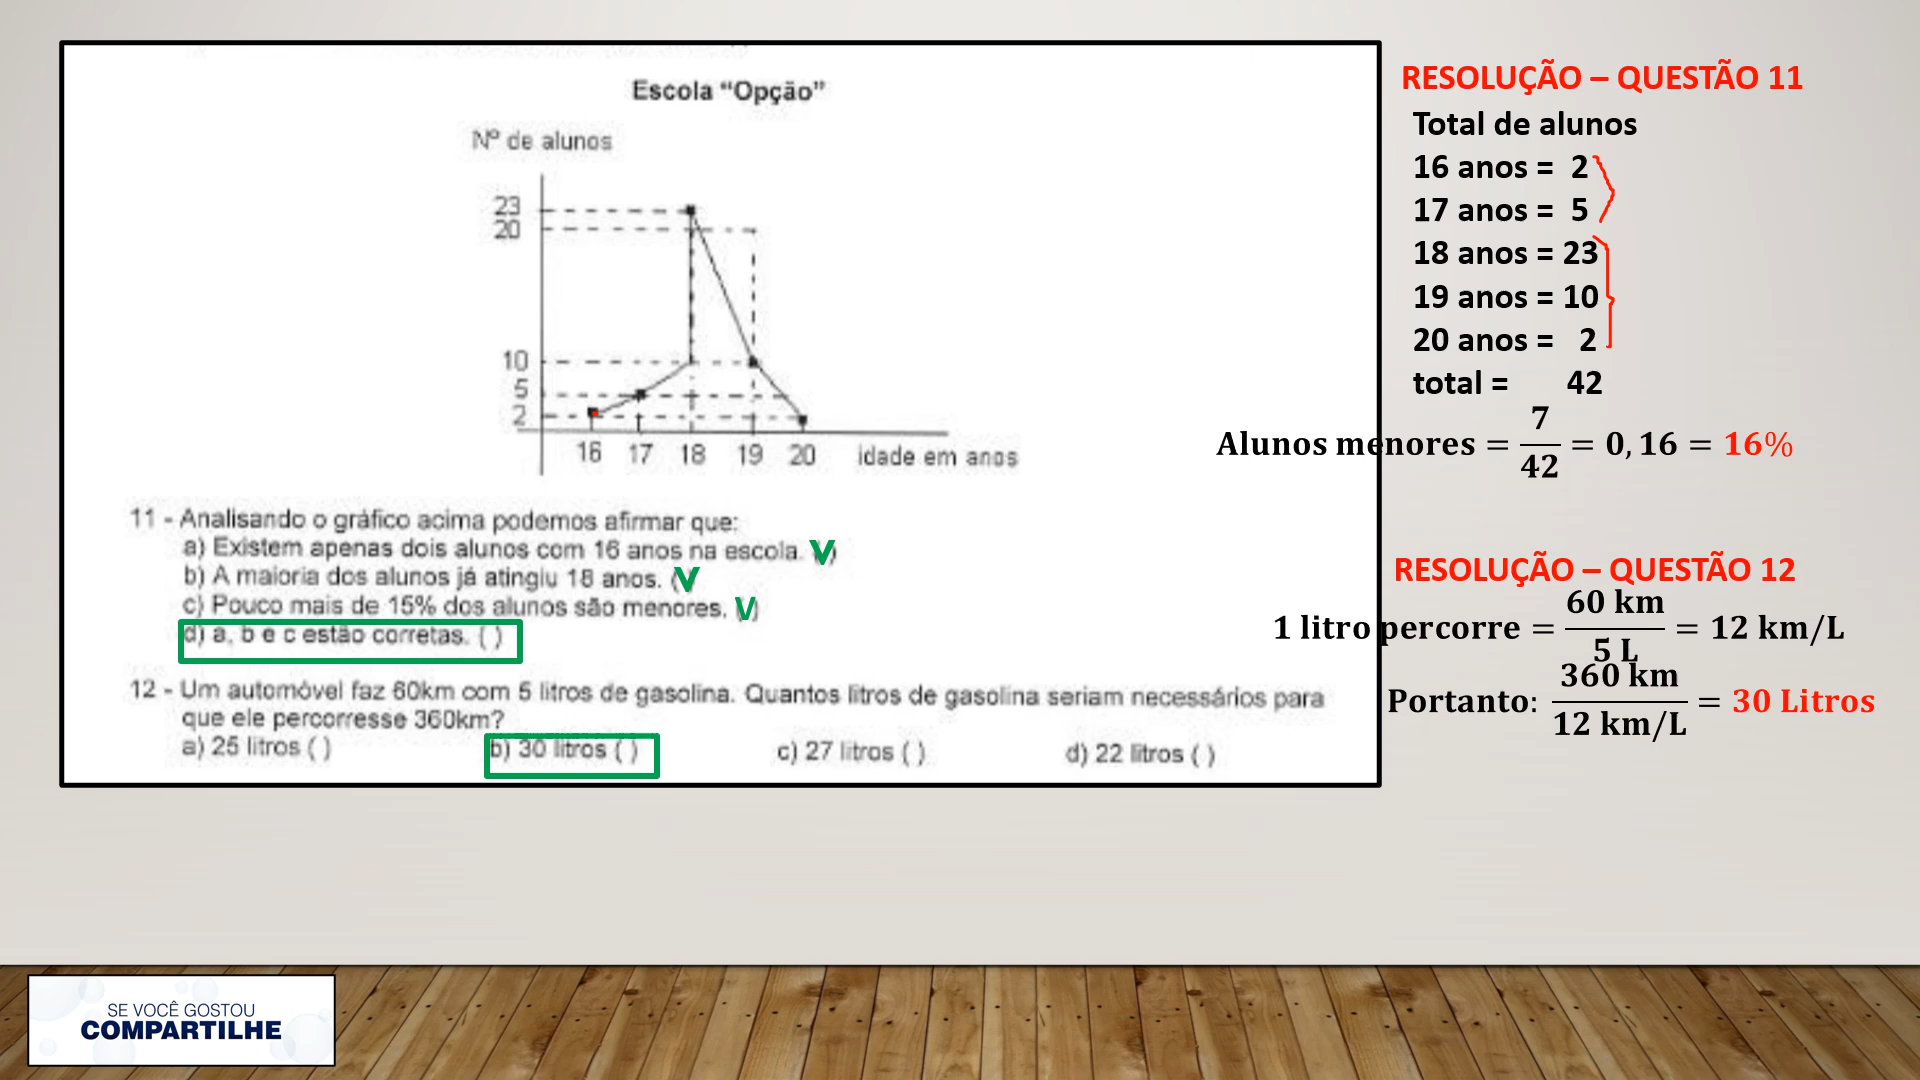 Escola “Opção”
Nº de alunos
23
20
10
5
2
16 17 18 19 20 idade em anos
11 - Analisando o gráfico acima podemos afirmar que:
a) Existem apenas dois alunos com 16 anos na escola. (V)
b) A maioria dos alunos já atingiu 18 anos. (V
c) Pouco mais de 15% dos alunos são menores. (V)
d) a, b e c estão corretas. ( )
12 - Um automóvel faz 60km com 5 litros de gasolina. Quantos litros de gasolina seriam necessários para
que ele percorresse 360km?
a) 25 litros ( ) b) 30 litros ( ) c) 27 litros ( ) d) 22 litros ( )
RESOLUÇÃO – QUESTÃO 11
Total de alunos
16 anos = 2
17 anos = 5
18 anos = 23
19 anos = 10
20 anos = 2
total = 42
Alunos menores = 7/42 = 0,16 = 16%
RESOLUÇÃO – QUESTÃO 12
1 litro percorre = 60 km/5 L = 12 km/L
Portanto: 360 km/12 km/L = 30 Litros
SE VOCÊ GOSTOU
COMPARTILHE